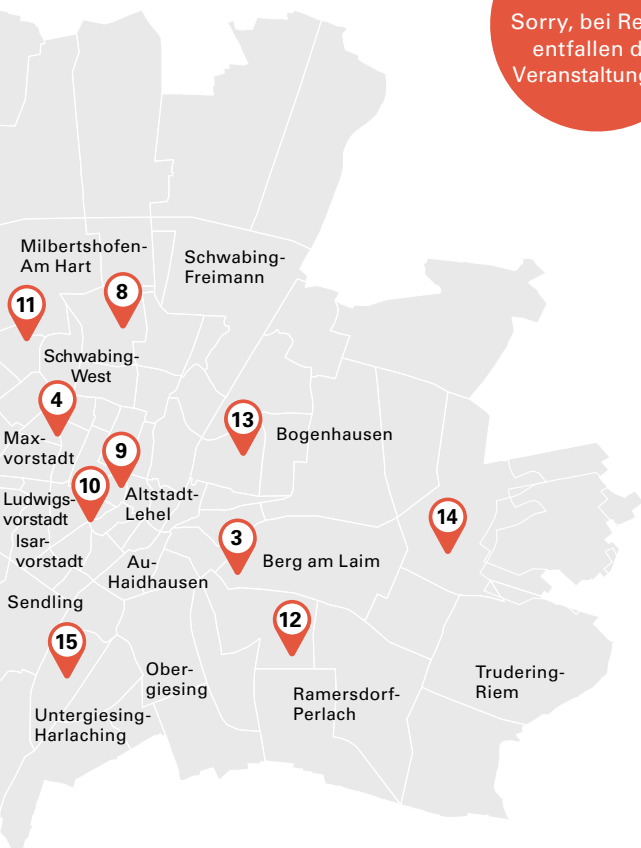 Sorry, bei Re
entfallen d
Veranstaltung
Milbertshofen-
Am Hart
Schwabing-
Freimann
8
11
Schwabing-
West
4
13
Bogenhausen
Max-
vorstadt
9
10
Altstadt-
Lehel
Ludwigs-
vorstadt
Isar-
vorstadt
14
3
Berg am Laim
Au-
Haidhausen
Sendling
12
15
Ober-
giesing
Trudering-
Riem
Ramersdorf-
Perlach
Untergiesing-
Harlaching